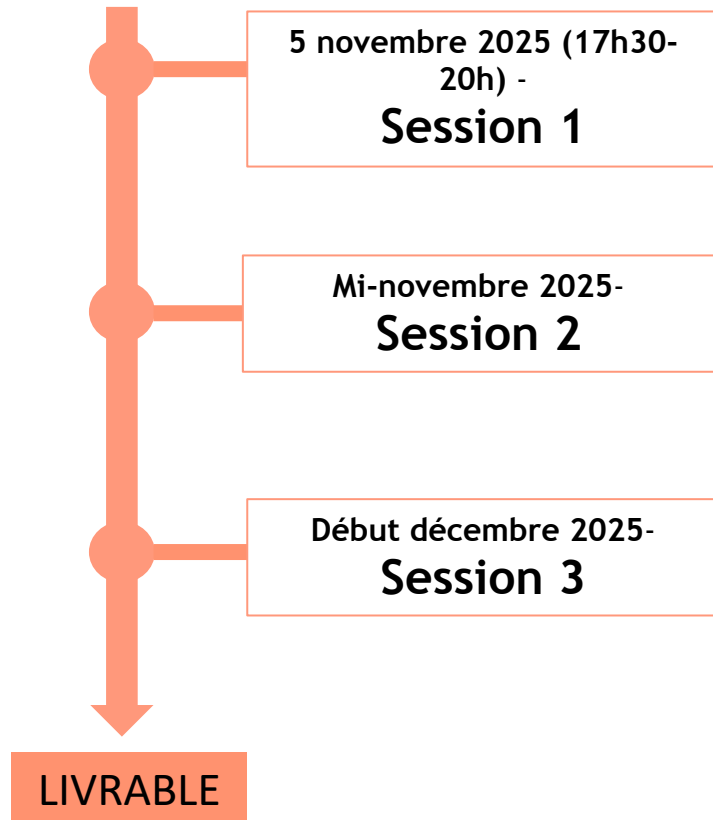 5 novembre 2025 (17h30-
20h) -
Session 1
Mi-novembre 2025-
Session 2
Début décembre 2025-
Session 3
LIVRABLE